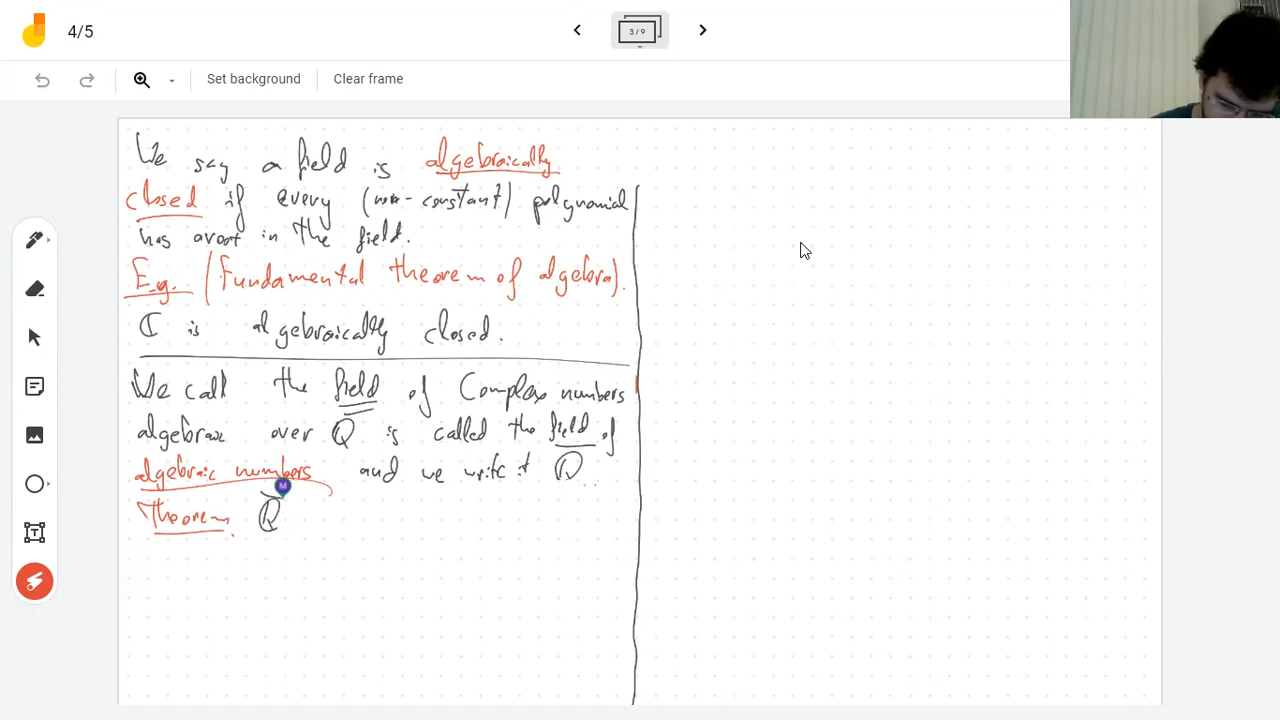 4/5
3 / 9
Set background
Clear frame
We say a field is algebraically
closed if every (non-constant) polynomial
has a root in the field.
E.g. (Fundamental theorem of algebra).
ℂ is algebraically closed.
We call the field of Complex numbers
algebraic over ℚ is called the field of
algebraic numbers and we write it ℚ
M
Theorem. ℚ̅